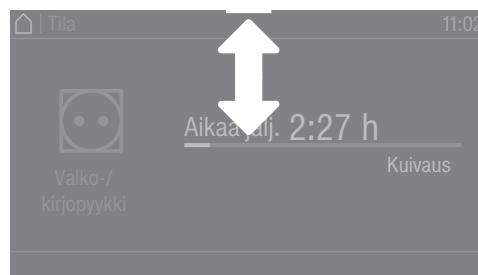 Tila 11:02
Aikaa jälj. 2:27 h
Kuivaus
Valko-/
kirjopyykki